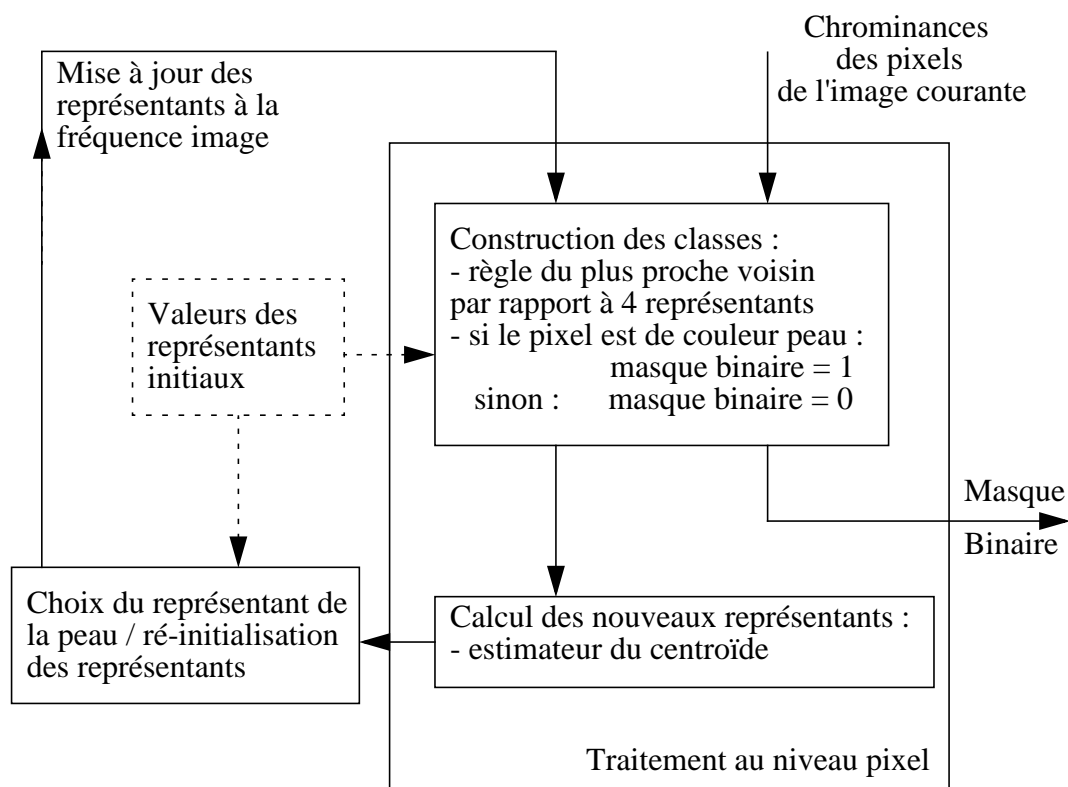 Chrominances
des pixels
de l'image courante
Mise à jour des
représentants à la
fréquence image
Construction des classes :
- règle du plus proche voisin
par rapport à 4 représentants
- si le pixel est de couleur peau :
masque binaire = 1
sinon : masque binaire = 0
Valeurs des
représentants
initiaux
Masque
Binaire
Choix du représentant de
la peau / ré-initialisation
des représentants
Calcul des nouveaux représentants :
- estimateur du centroïde
Traitement au niveau pixel